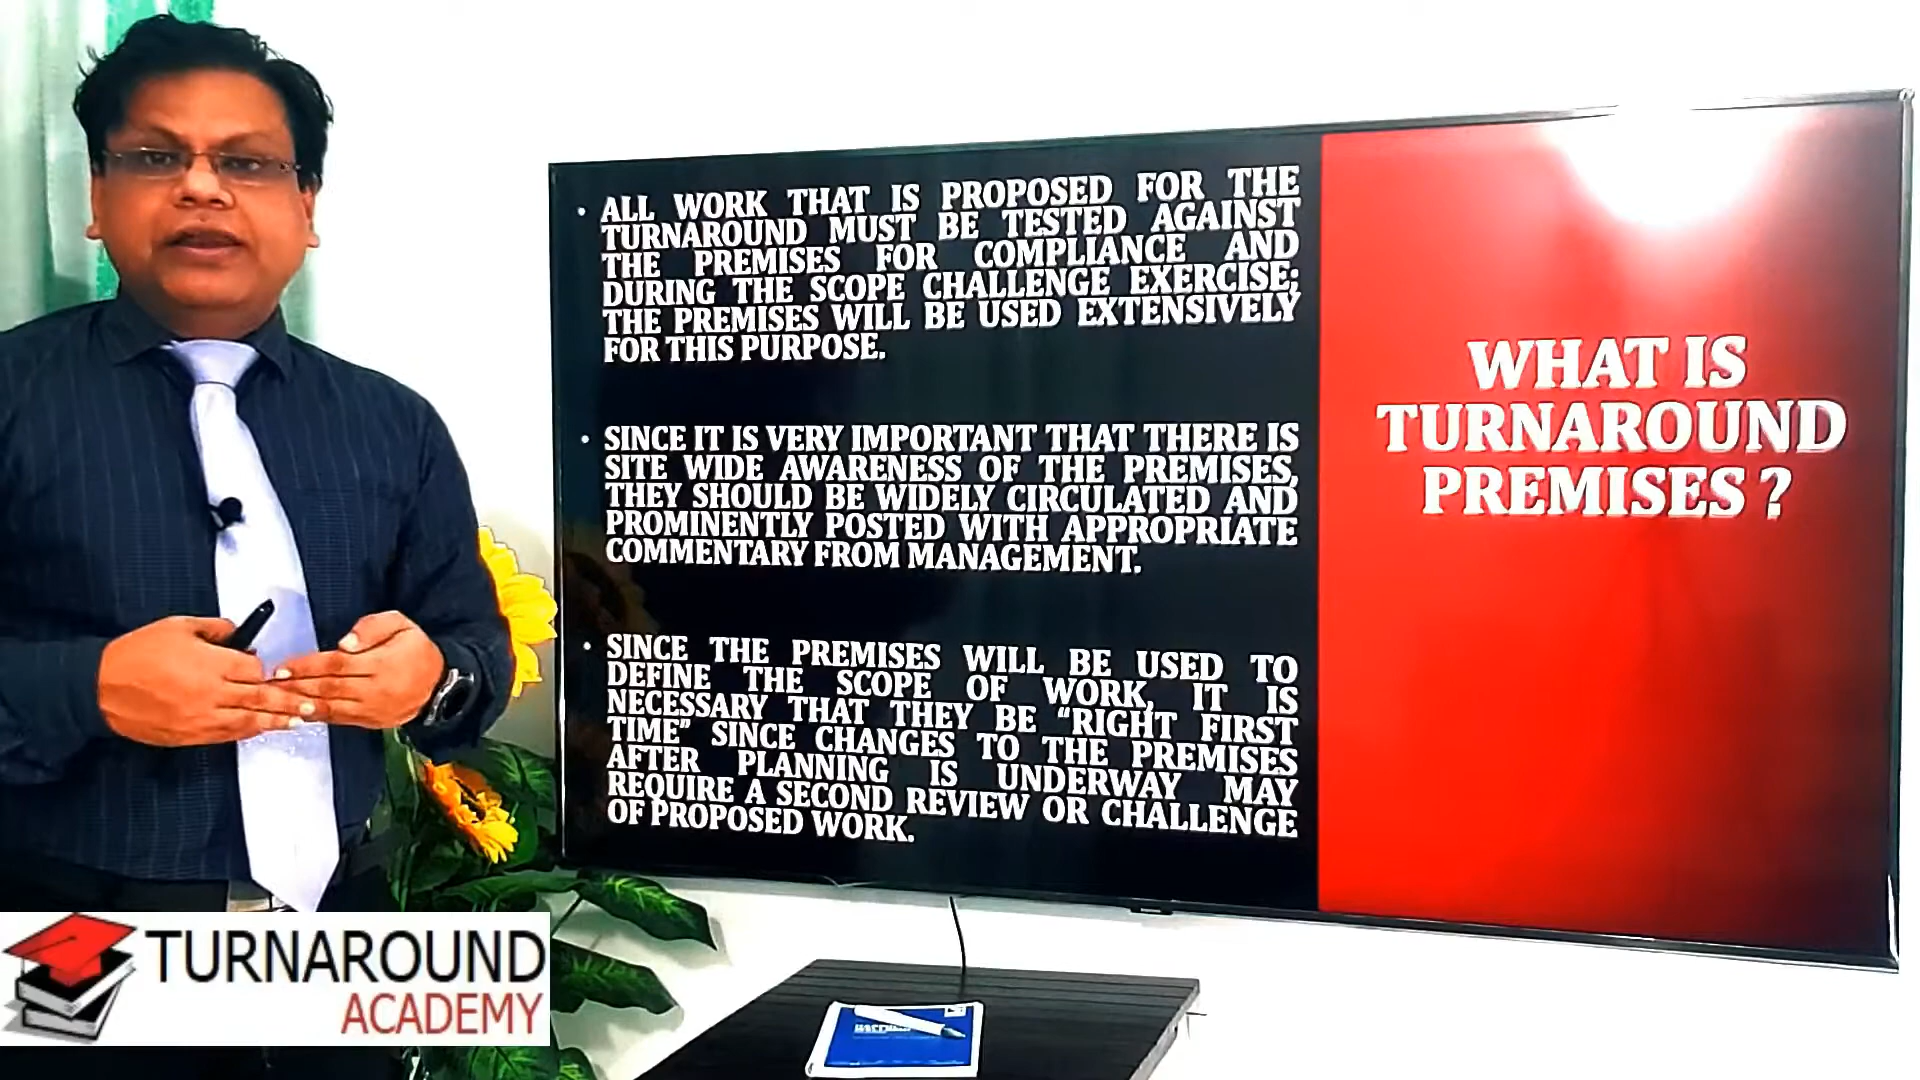 • ALL WORK THAT IS PROPOSED FOR THE
TURNAROUND MUST BE TESTED AGAINST
THE PREMISES FOR COMPLIANCE AND
DURING THE SCOPE CHALLENGE EXERCISE;
THE PREMISES WILL BE USED EXTENSIVELY
FOR THIS PURPOSE.
• SINCE IT IS VERY IMPORTANT THAT THERE IS
SITE WIDE AWARENESS OF THE PREMISES,
THEY SHOULD BE WIDELY CIRCULATED AND
PROMINENTLY POSTED WITH APPROPRIATE
COMMENTARY FROM MANAGEMENT.
• SINCE THE PREMISES WILL BE USED TO
DEFINE THE SCOPE OF WORK, IT IS
NECESSARY THAT THEY BE “RIGHT FIRST
TIME” SINCE CHANGES TO THE PREMISES
AFTER PLANNING IS UNDERWAY MAY
REQUIRE A SECOND REVIEW OR CHALLENGE
OF PROPOSED WORK.
WHAT IS
TURNAROUND
PREMISES ?
TURNAROUND
ACADEMY